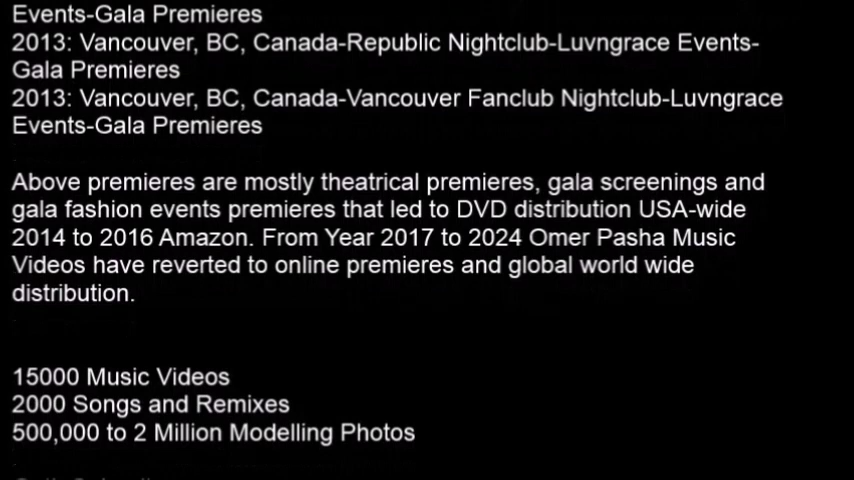 Events-Gala Premieres
2013: Vancouver, BC, Canada-Republic Nightclub-Luvngrace Events-
Gala Premieres
2013: Vancouver, BC, Canada-Vancouver Fanclub Nightclub-Luvngrace
Events-Gala Premieres
Above premieres are mostly theatrical premieres, gala screenings and
gala fashion events premieres that led to DVD distribution USA-wide
2014 to 2016 Amazon. From Year 2017 to 2024 Omer Pasha Music
Videos have reverted to online premieres and global world wide
distribution.
15000 Music Videos
2000 Songs and Remixes
500,000 to 2 Million Modelling Photos